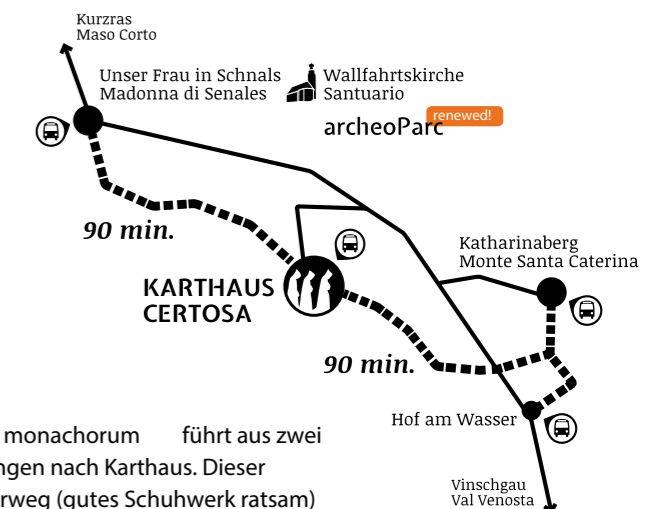 Kurzras
Maso Corto
Unser Frau in Schnals
Madonna di Senales
Wallfahrtskirche
Santuario
renewed!
archeoParc
90 min.
Katharinaberg
Monte Santa Caterina
KARTHAUS
CERTOSA
90 min.
Hof am Wasser
monachorum führt aus zwei
ngen nach Karthaus. Dieser
rweg (gutes Schuhwerk ratsam)
Vinschgau
Val Venosta